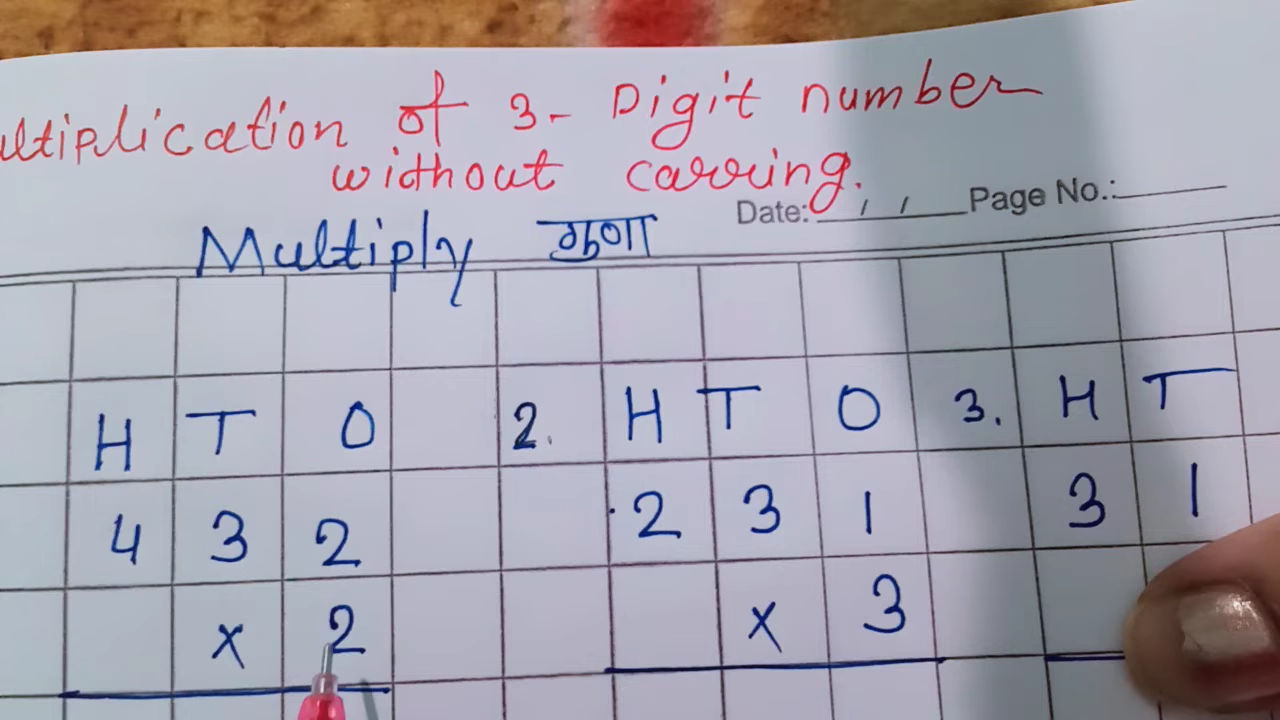 ultiplication of 3- Digit number
without carring.
Date: / / Page No.:
Multiply गुणा
H T O 2. H T O 3. H T
4 3 2 2 3 1 3 1
x 2 x 3